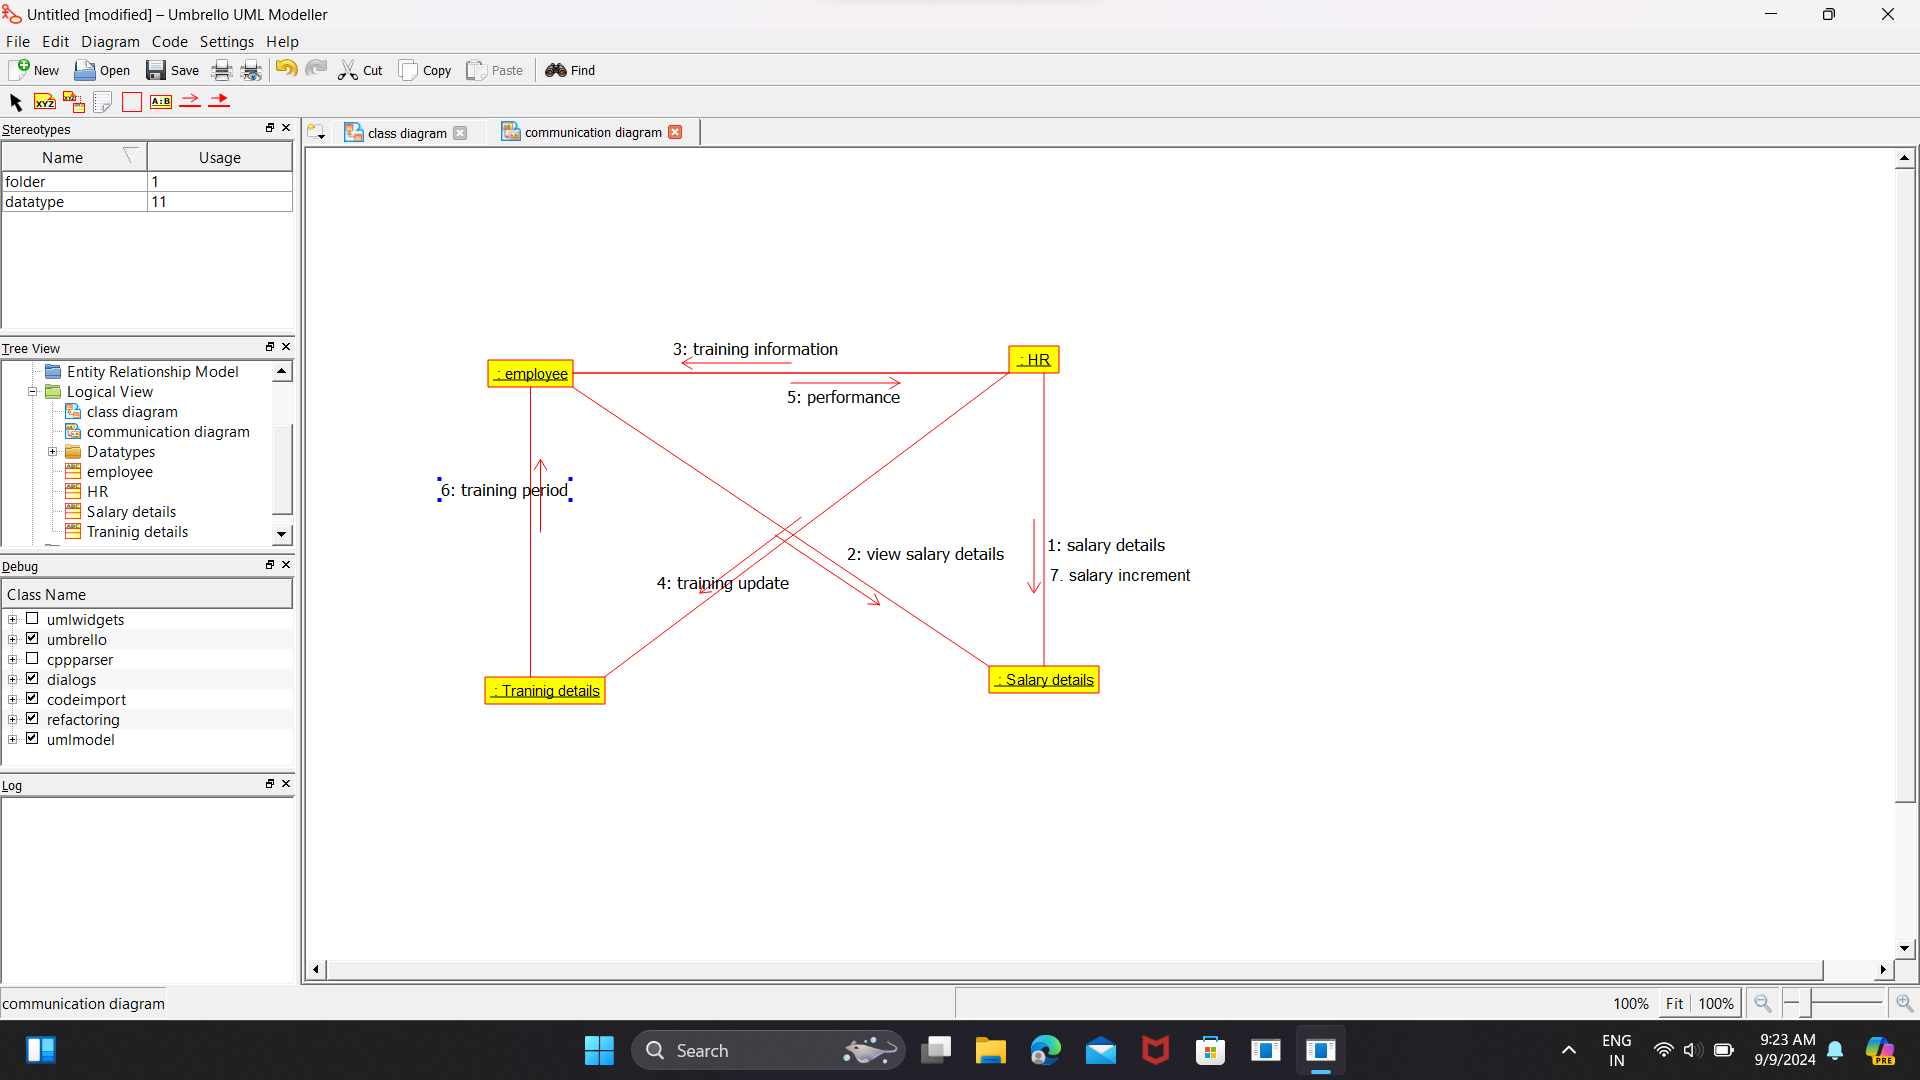 Untitled [modified] – Umbrello UML Modeller
File Edit Diagram Code Settings Help
New Open Save Cut Copy Paste Find
XYZ XYZ A:B
Stereotypes
Name Usage
folder 1
datatype 11
Tree View
Entity Relationship Model
Logical View
class diagram
communication diagram
Datatypes
employee
HR
Salary details
Traninig details
Debug
Class Name
umlwidgets
umbrello
cppparser
dialogs
codeimport
refactoring
umlmodel
Log
class diagram communication diagram
3: training information
: HR
: employee
5: performance
6: training period
1: salary details
2: view salary details
7. salary increment
4: training update
: Salary details
: Traninig details
communication diagram
100% Fit 100%
Search
ENG
IN
9:23 AM
9/9/2024
PRE